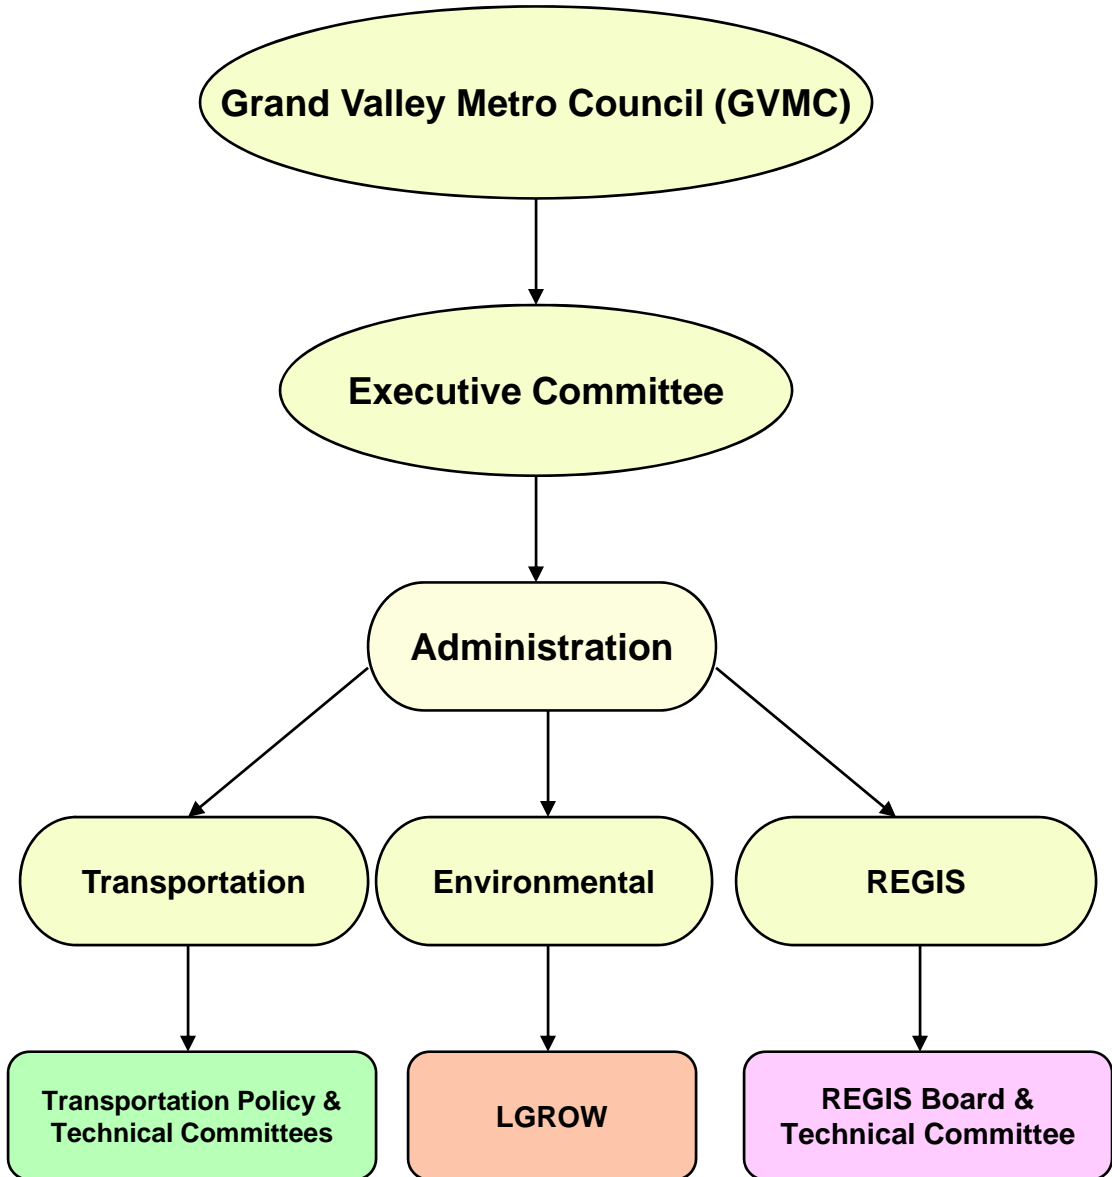 Grand Valley Metro Council (GVMC)
Executive Committee
Administration
Transportation
Environmental
REGIS
Transportation Policy &
Technical Committees
LGROW
REGIS Board &
Technical Committee